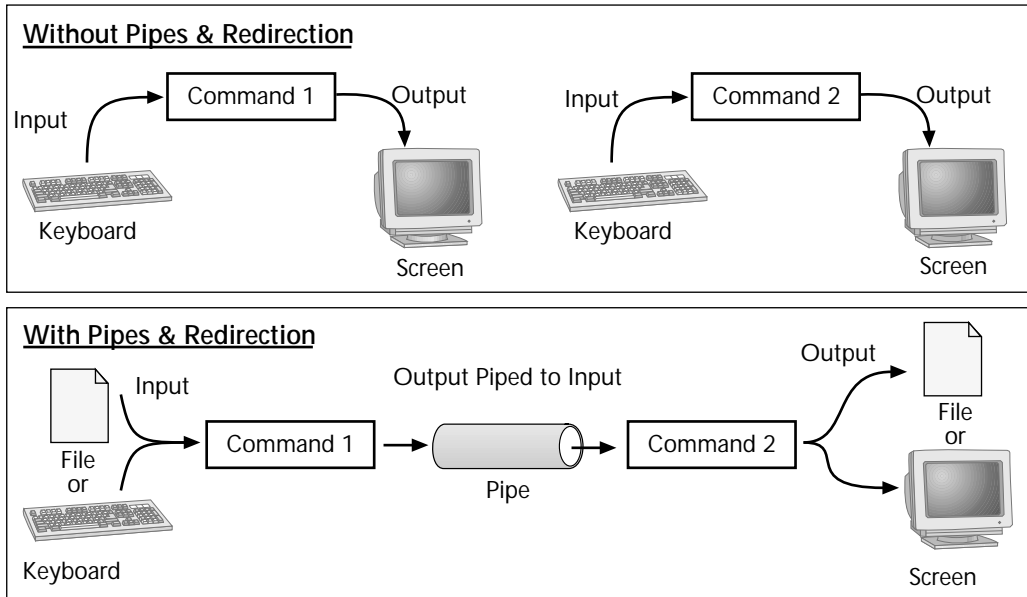 Without Pipes & Redirection
Input
Command 1
Output
Keyboard
Screen
Input
Command 2
Output
Keyboard
Screen
With Pipes & Redirection
Input
File
or
Keyboard
Command 1
Output Piped to Input
Pipe
Command 2
Output
File
or
Screen